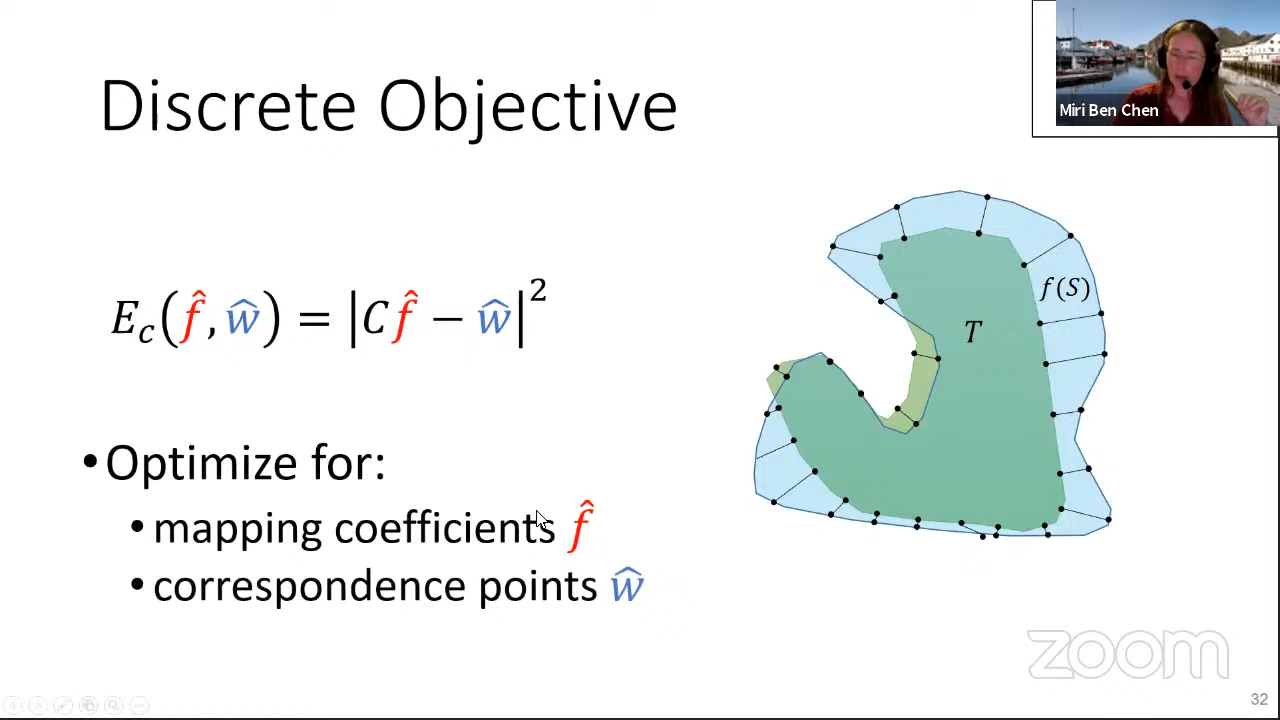 Discrete Objective
Miri Ben Chen
E_c(f̂, ŵ) = |Cf̂ − ŵ|²
f(S)
T
•Optimize for:
• mapping coefficients f̂
• correspondence points ŵ
zoom
32